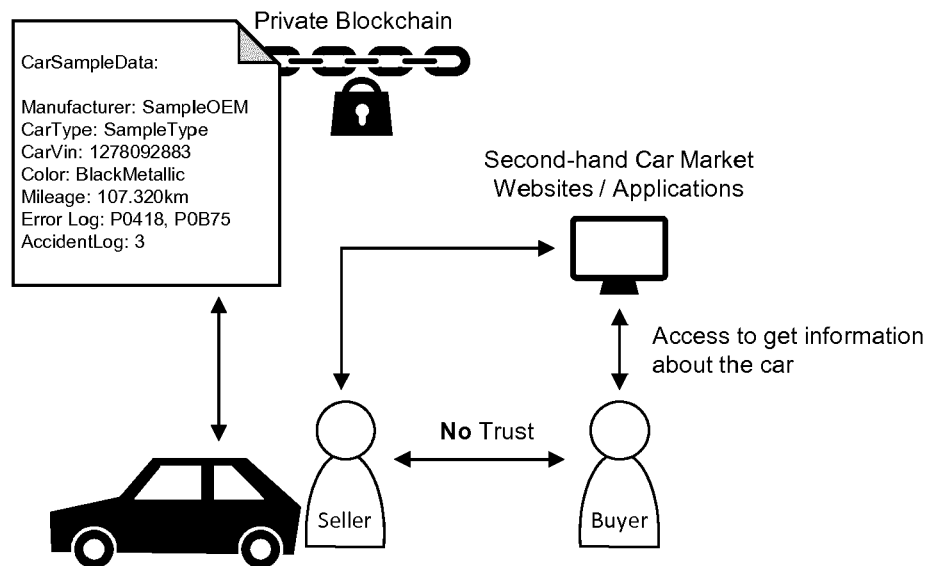 Private Blockchain
CarSampleData:
Manufacturer: SampleOEM
CarType: SampleType
CarVin: 1278092883
Color: BlackMetallic
Mileage: 107.320km
Error Log: P0418, P0B75
AccidentLog: 3
Second-hand Car Market
Websites / Applications
Access to get information
about the car
No Trust
Seller
Buyer